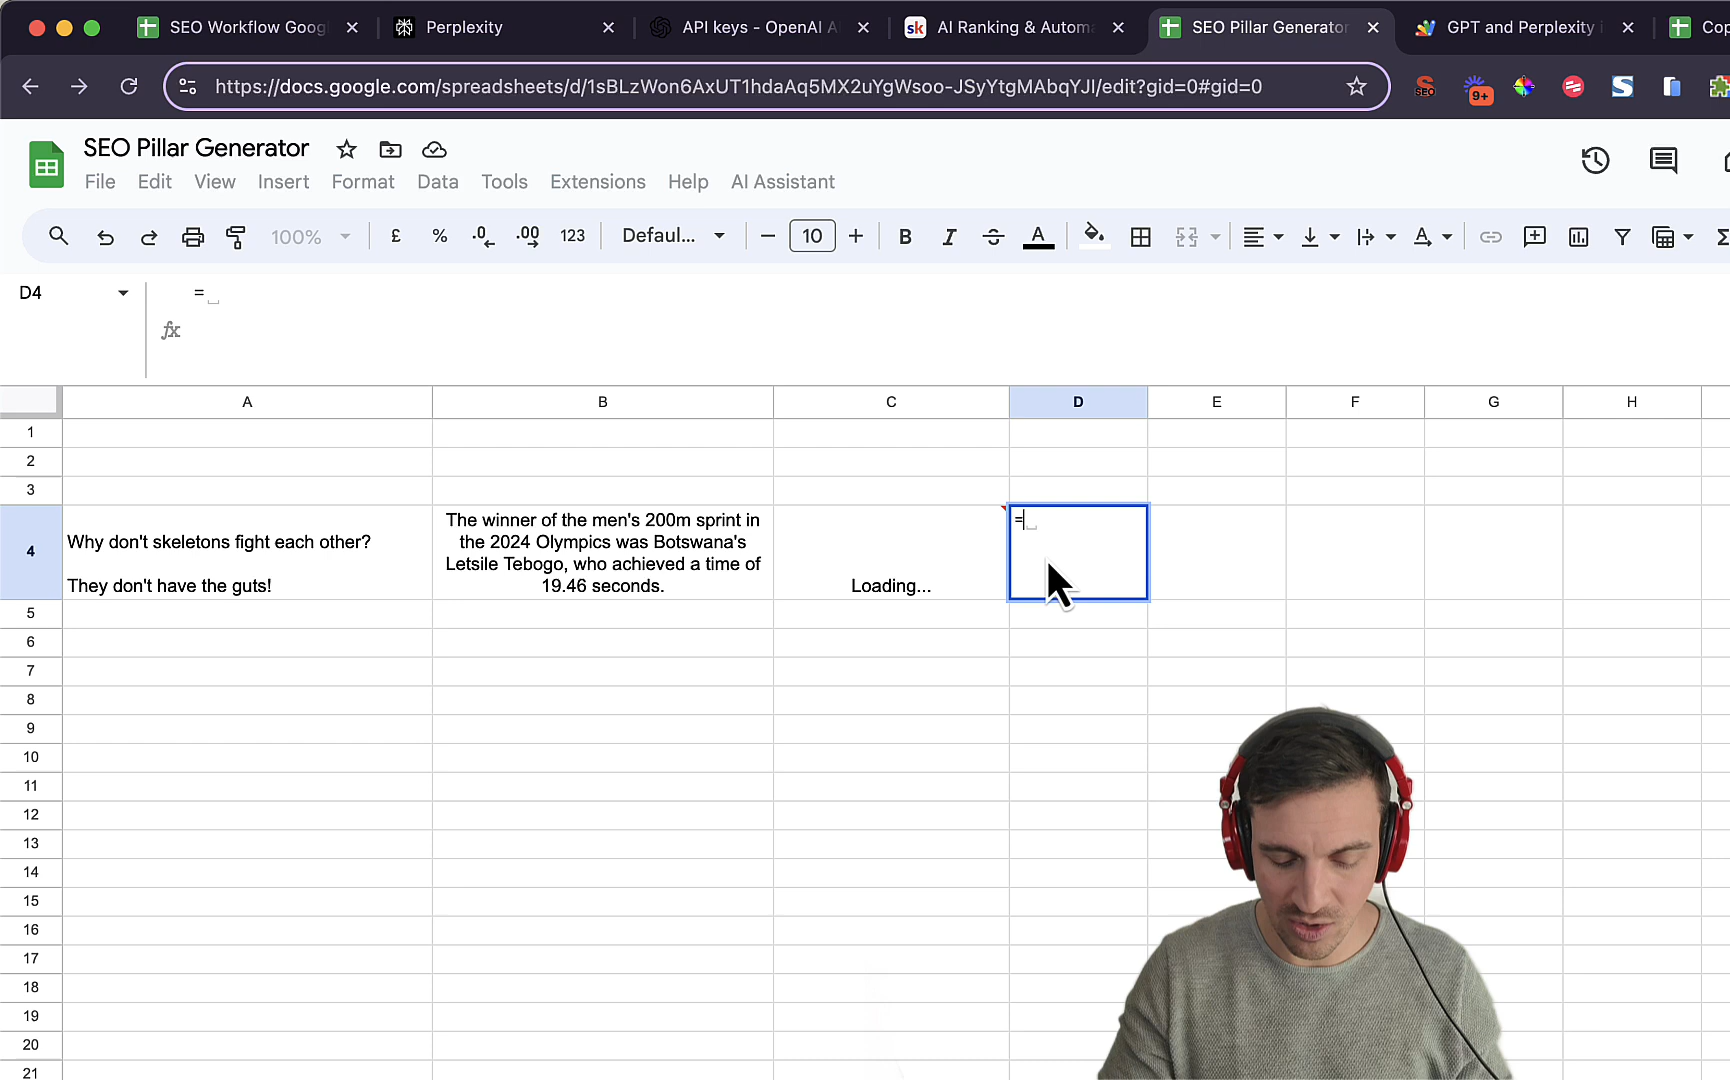 SEO Workflow Goog
Perplexity
API keys - OpenAI A
sk
AI Ranking & Autom
SEO Pillar Generator
GPT and Perplexity i
Cop
https://docs.google.com/spreadsheets/d/1sBLzWon6AxUT1hdaAq5MX2uYgWsoo-JSyYtgMAbqYJI/edit?gid=0#gid=0
SEO
9+
SEO Pillar Generator
File Edit View Insert Format Data Tools Extensions Help AI Assistant
100% £ % .0 .00 123 Defaul... − 10 + B I A Σ
D4
=
fx
A B C D E F G H
1
2
3
4
Why don't skeletons fight each other?
They don't have the guts!
The winner of the men's 200m sprint in
the 2024 Olympics was Botswana's
Letsile Tebogo, who achieved a time of
19.46 seconds.
Loading...
=
5
6
7
8
9
10
11
12
13
14
15
16
17
18
19
20
21